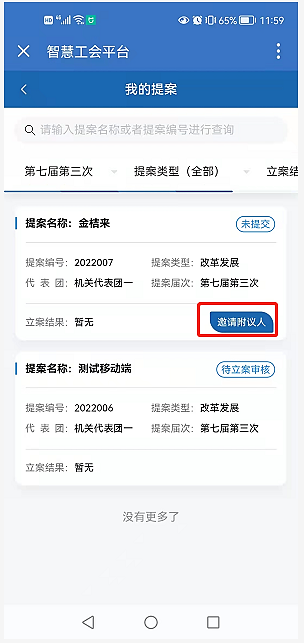 HD 4G 65% 11:59
智慧工会平台
我的提案
请输入提案名称或者提案编号进行查询
第七届第三次 提案类型（全部） 立案结
提案名称：金桔来 未提交
提案编号：2022007 提案类型：改革发展
代 表 团：机关代表团一 提案届次：第七届第三次
立案结果：暂无 邀请附议人
提案名称：测试移动端 待立案审核
提案编号：2022006 提案类型：改革发展
代 表 团：机关代表团一 提案届次：第七届第三次
立案结果：暂无
没有更多了